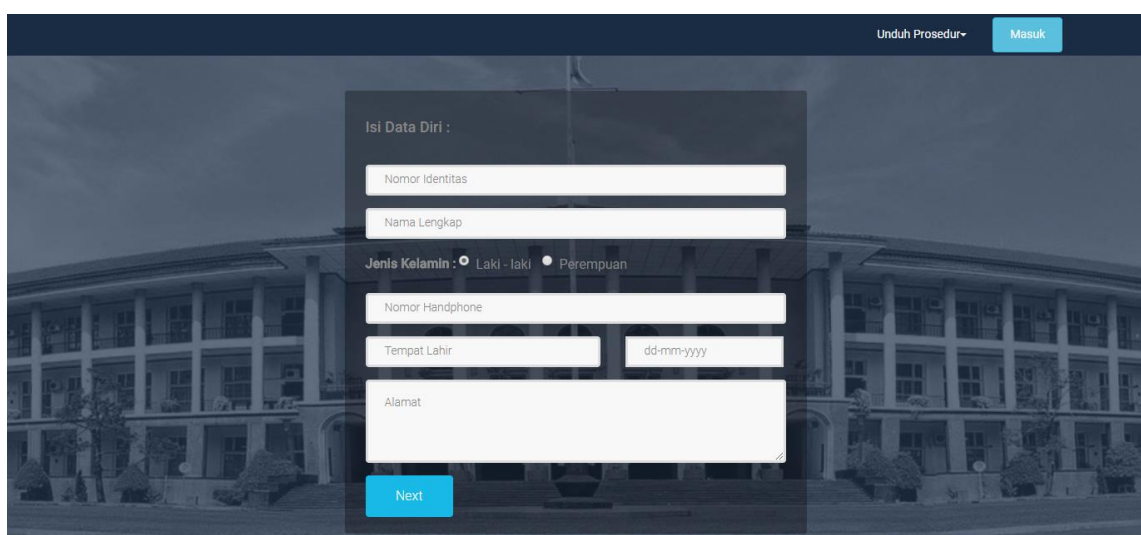 Unduh Prosedur
Masuk
Isi Data Diri :
Nomor Identitas
Nama Lengkap
Jenis Kelamin : Laki - laki Perempuan
Nomor Handphone
Tempat Lahir dd-mm-yyyy
Alamat
Next